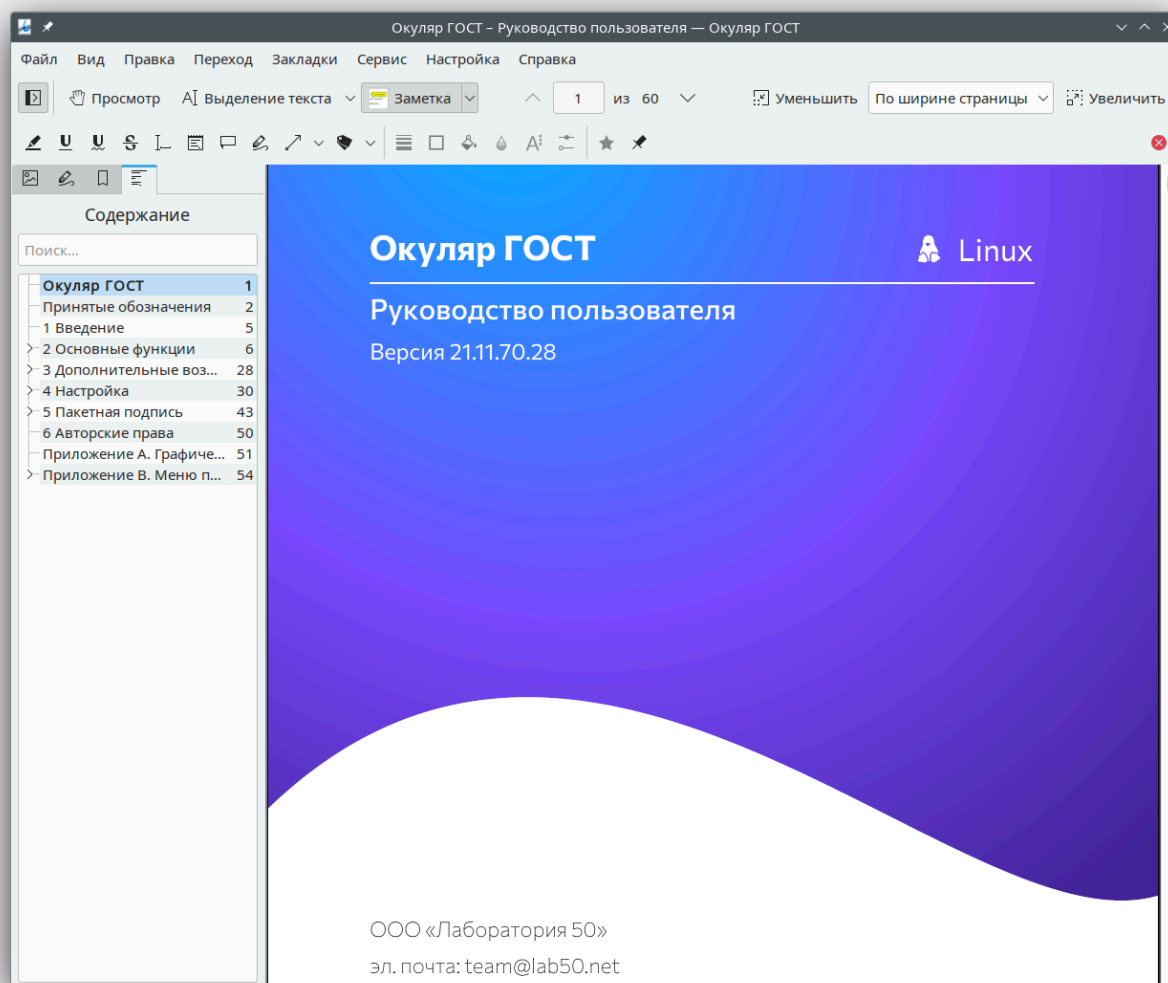 Окуляр ГОСТ – Руководство пользователя — Окуляр ГОСТ
Файл Вид Правка Переход Закладки Сервис Настройка Справка
Просмотр Выделение текста Заметка 1 из 60 Уменьшить По ширине страницы Увеличить
Содержание
Поиск...
Окуляр ГОСТ 1
Принятые обозначения 2
1 Введение 5
2 Основные функции 6
3 Дополнительные воз... 28
4 Настройка 30
5 Пакетная подпись 43
6 Авторские права 50
Приложение А. Графиче... 51
Приложение В. Меню п... 54
Окуляр ГОСТ Linux
Руководство пользователя
Версия 21.11.70.28
ООО «Лаборатория 50»
эл. почта: team@lab50.net